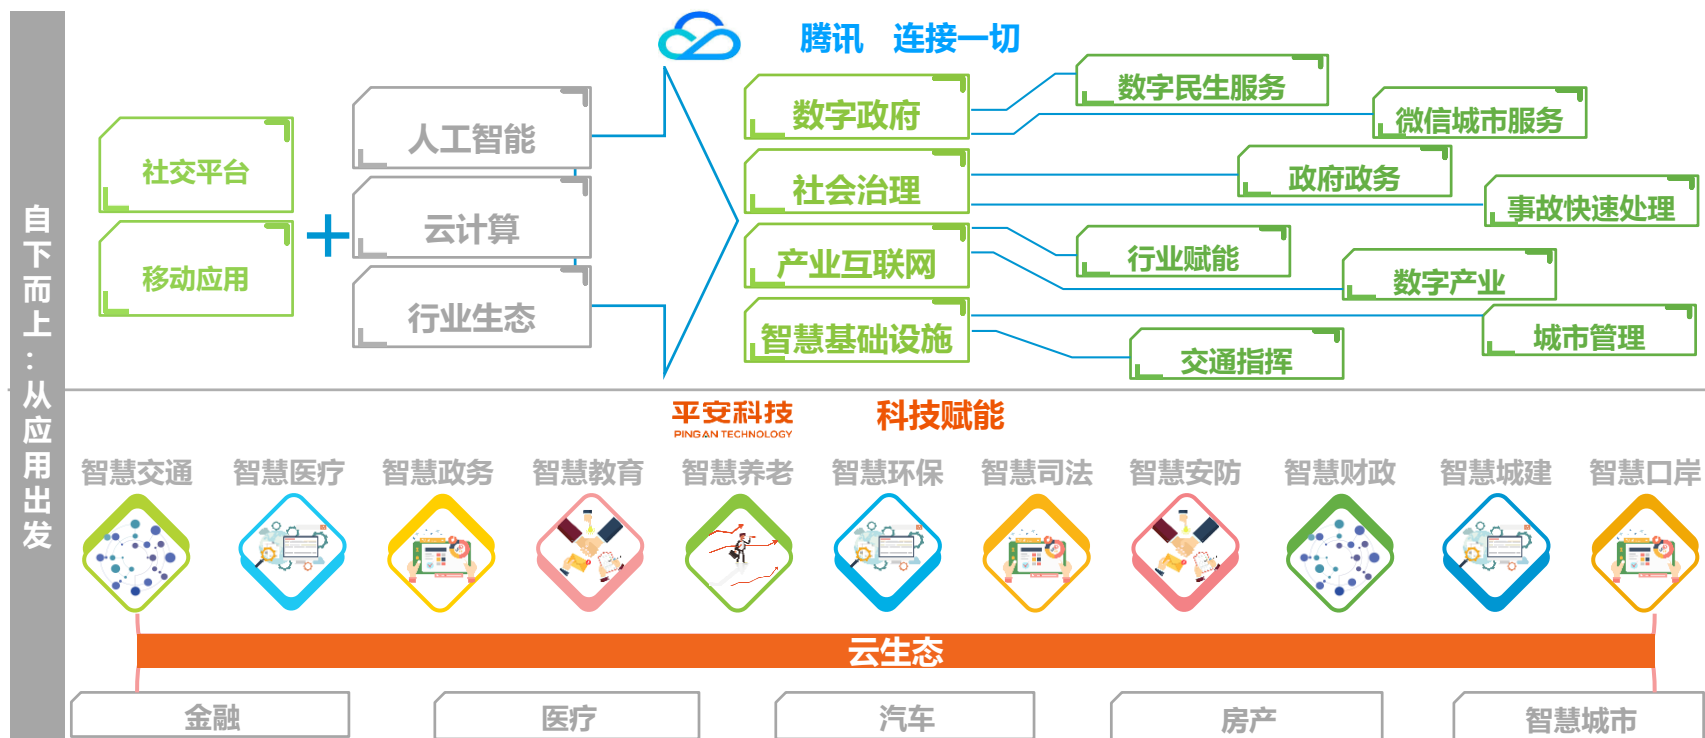 自下而上：从应用出发
腾讯 连接一切
社交平台
移动应用
人工智能
云计算
行业生态
数字政府
社会治理
产业互联网
智慧基础设施
数字民生服务
微信城市服务
政府政务
事故快速处理
行业赋能
数字产业
城市管理
交通指挥
平安科技
PINGAN TECHNOLOGY
科技赋能
智慧交通
智慧医疗
智慧政务
智慧教育
智慧养老
智慧环保
智慧司法
智慧安防
智慧财政
智慧城建
智慧口岸
云生态
金融
医疗
汽车
房产
智慧城市